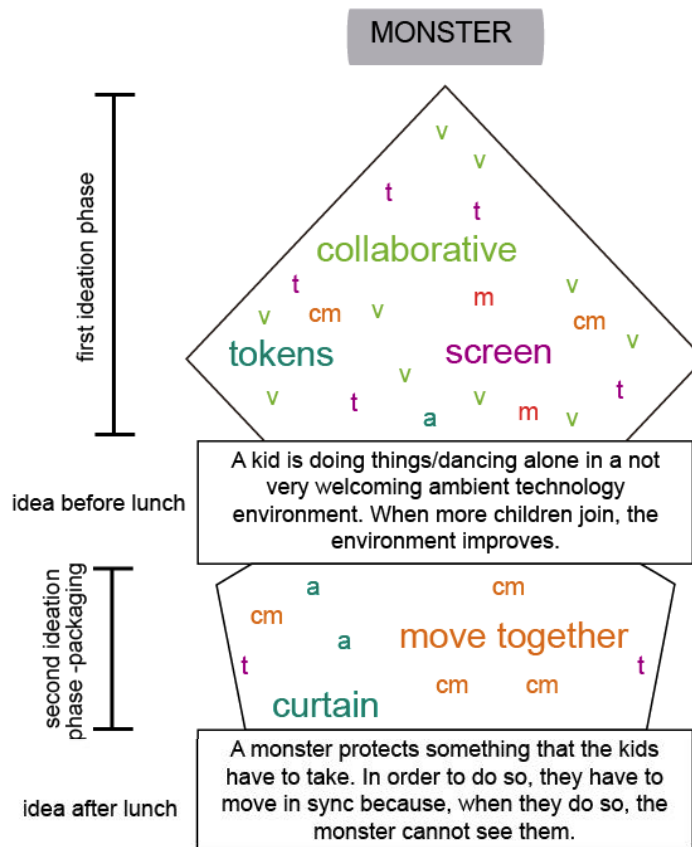 MONSTER
first ideation phase
v
v
t
t
collaborative
t
m
v
v
cm
v
cm
tokens
screen
v
v
v
t
v
t
a
m
v
idea before lunch
A kid is doing things/dancing alone in a not
very welcoming ambient technology
environment. When more children join, the
environment improves.
second ideation
phase -packaging
a
cm
cm
a
move together
t
t
cm
cm
curtain
idea after lunch
A monster protects something that the kids
have to take. In order to do so, they have to
move in sync because, when they do so, the
monster cannot see them.